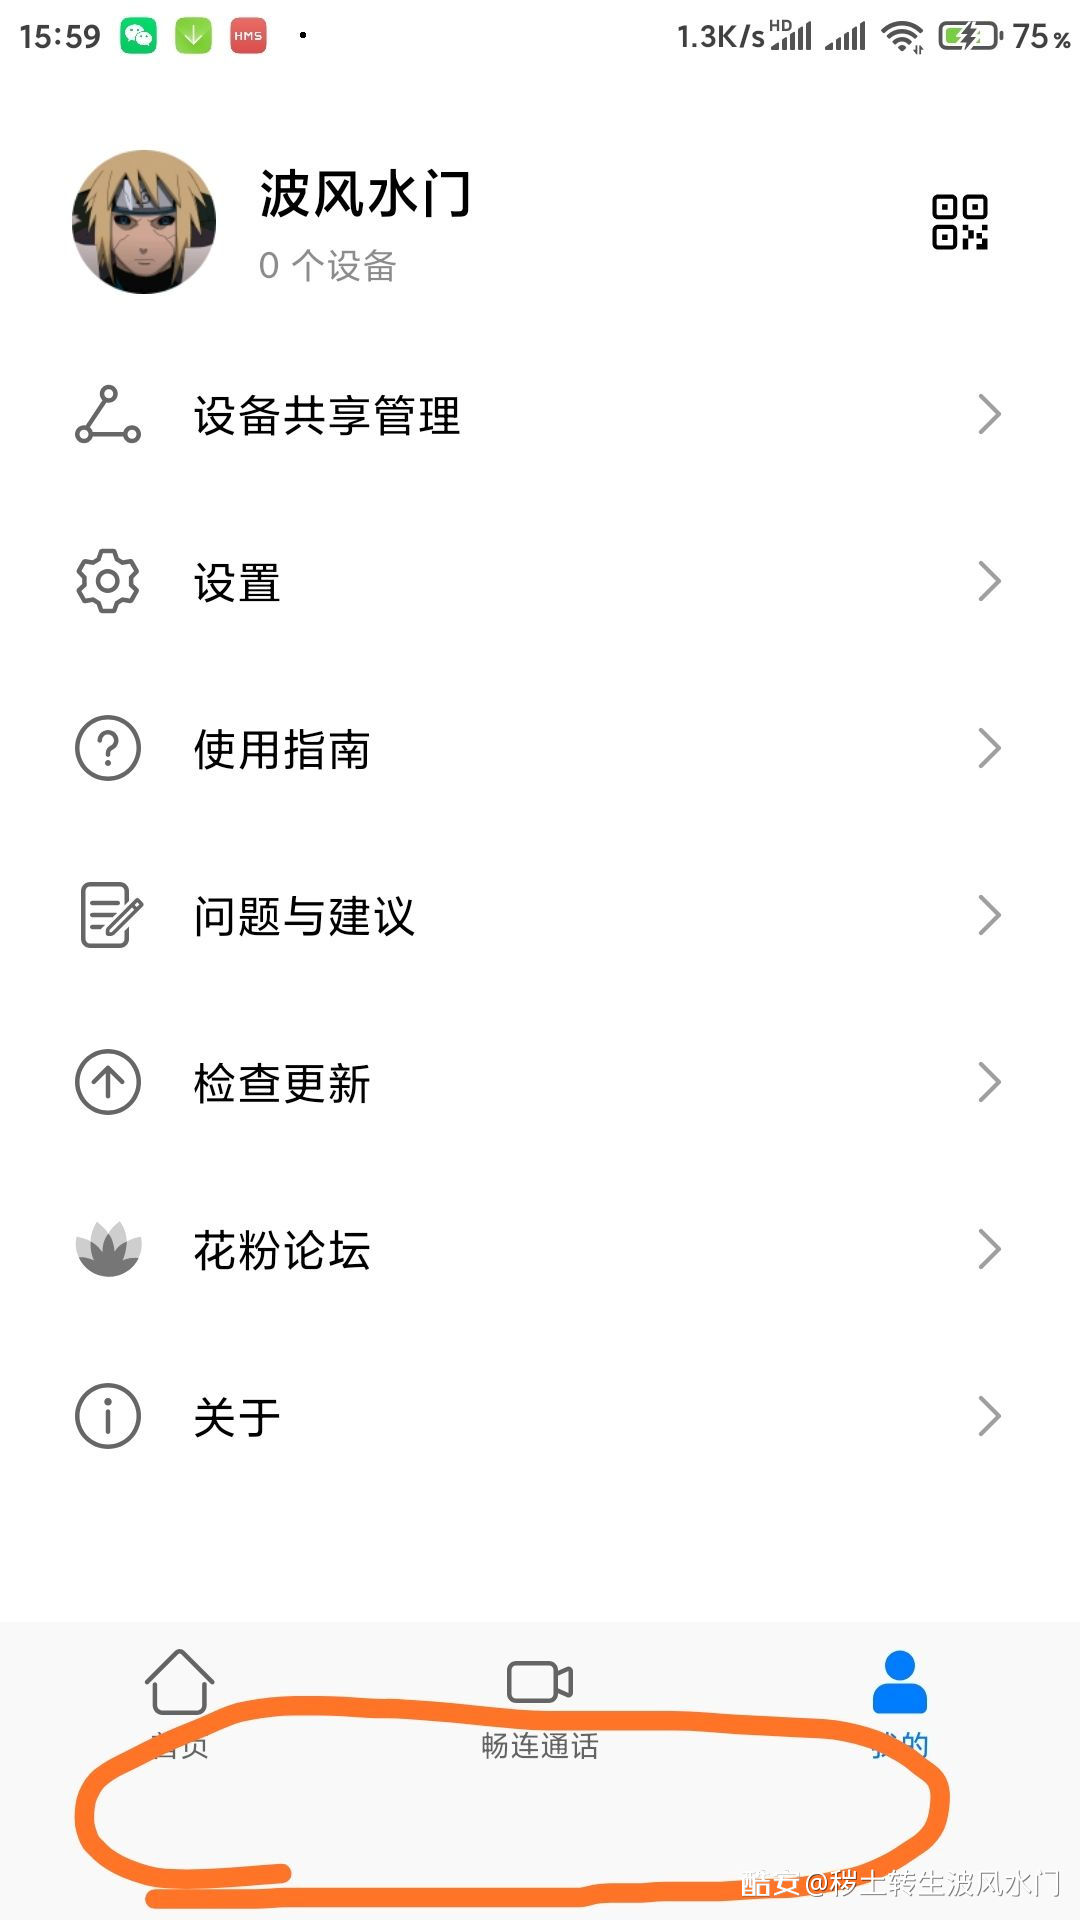 15:59 HMS 1.3K/s HD 75%
波风水门
0 个设备
设备共享管理
设置
使用指南
问题与建议
检查更新
花粉论坛
关于
首页 畅连通话 我的
酷安@秽土转生波风水门